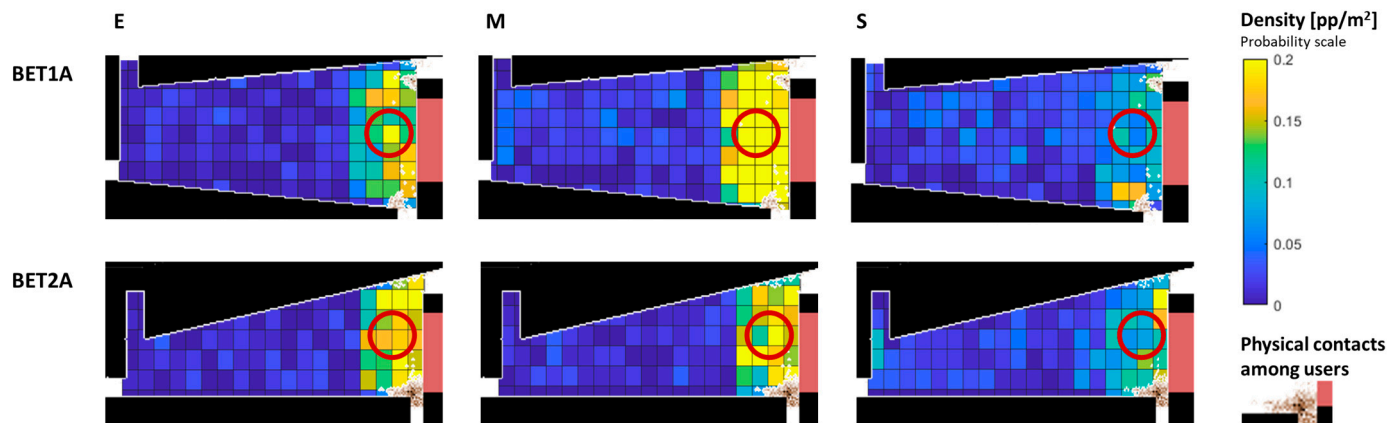 E
M
S
Density [pp/m²]
Probability scale
BET1A
0.2
0.15
0.1
0.05
0
BET2A
Physical contacts
among users